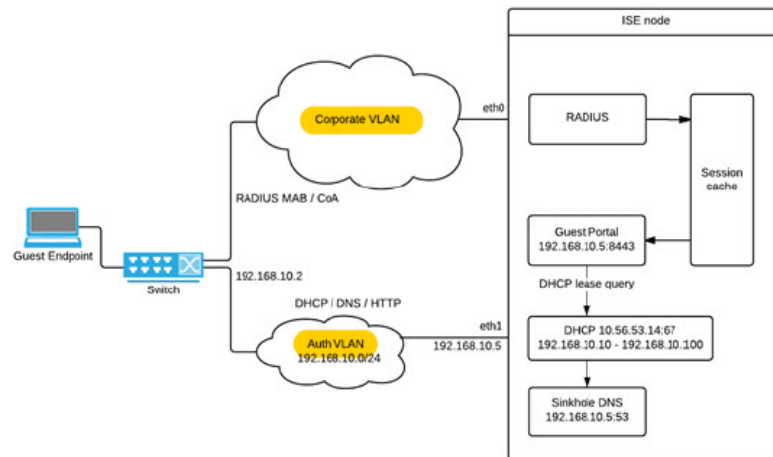 ISE node
Corporate VLAN
eth0
RADIUS
Session
cache
RADIUS MAB / CoA
Guest Endpoint
Switch
192.168.10.2
Guest Portal
192.168.10.5:8443
DHCP lease query
DHCP / DNS / HTTP
eth1
192.168.10.5
Auth VLAN
192.168.10.0/24
DHCP 10.56.53.14:67
192.168.10.10 - 192.168.10.100
Sinkhole DNS
192.168.10.5:53